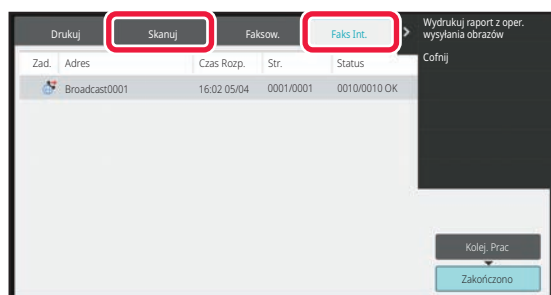 Drukuj Skanuj Faksow. Faks Int.
Wydrukuj raport z oper.
wysyłania obrazów
Cofnij
Zad. Adres Czas Rozp. Str. Status
Broadcast0001 16:02 05/04 0001/0001 0010/0010 OK
Kolej. Prac
Zakończono